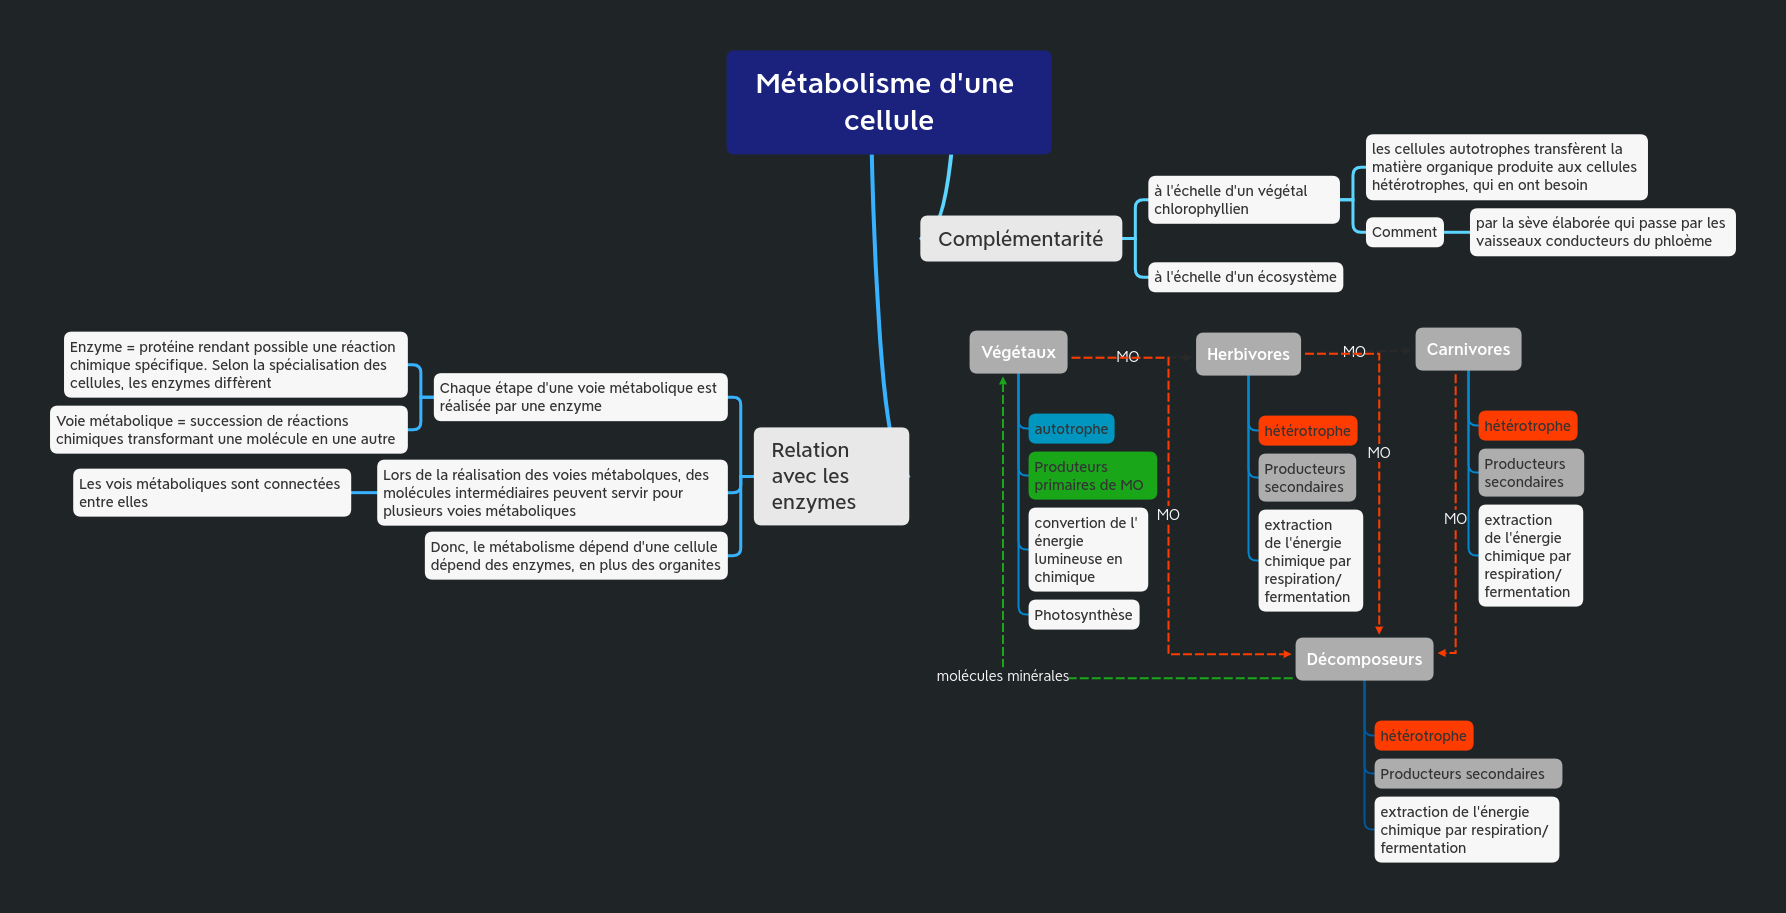 Métabolisme d'une
cellule
Complémentarité
à l'échelle d'un végétal
chlorophyllien
les cellules autotrophes transfèrent la
matière organique produite aux cellules
hétérotrophes, qui en ont besoin
Comment
par la sève élaborée qui passe par les
vaisseaux conducteurs du phloème
à l'échelle d'un écosystème
Relation
avec les
enzymes
Chaque étape d'une voie métabolique est
réalisée par une enzyme
Enzyme = protéine rendant possible une réaction
chimique spécifique. Selon la spécialisation des
cellules, les enzymes diffèrent
Voie métabolique = succession de réactions
chimiques transformant une molécule en une autre
Lors de la réalisation des voies métabolques, des
molécules intermédiaires peuvent servir pour
plusieurs voies métaboliques
Les vois métaboliques sont connectées
entre elles
Donc, le métabolisme dépend d'une cellule
dépend des enzymes, en plus des organites
Végétaux
MO
autotrophe
Produteurs
primaires de MO
convertion de l'
énergie
lumineuse en
chimique
Photosynthèse
MO
Herbivores
MO
hétérotrophe
Producteurs
secondaires
extraction
de l'énergie
chimique par
respiration/
fermentation
MO
Carnivores
hétérotrophe
Producteurs
secondaires
extraction
de l'énergie
chimique par
respiration/
fermentation
MO
Décomposeurs
molécules minérales
hétérotrophe
Producteurs secondaires
extraction de l'énergie
chimique par respiration/
fermentation